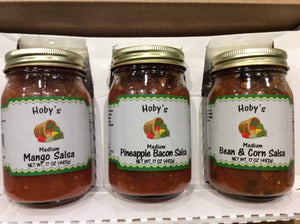 Hoby's
Medium
Mango Salsa
NET WT. 17 OZ (482g)
Hoby's
Medium
Pineapple Bacon Salsa
NET WT. 17 OZ (482g)
Hoby's
Medium
Bean & Corn Salsa
NET WT. 17 OZ (482g)